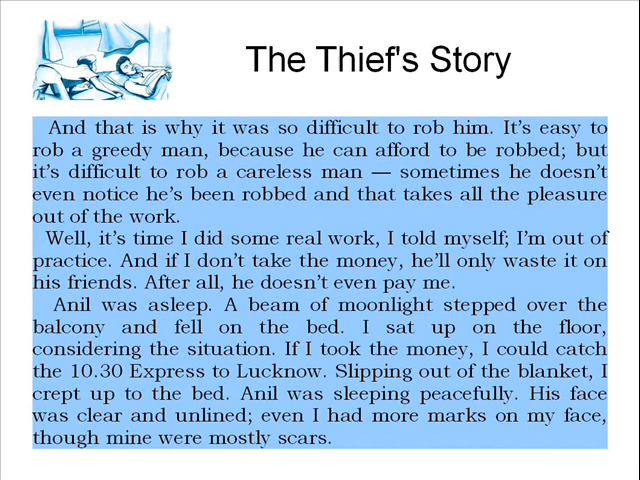 The Thief's Story
And that is why it was so difficult to rob him. It's easy to
rob a greedy man, because he can afford to be robbed; but
it's difficult to rob a careless man — sometimes he doesn't
even notice he's been robbed and that takes all the pleasure
out of the work.
Well, it's time I did some real work, I told myself; I'm out of
practice. And if I don't take the money, he'll only waste it on
his friends. After all, he doesn't even pay me.
Anil was asleep. A beam of moonlight stepped over the
balcony and fell on the bed. I sat up on the floor,
considering the situation. If I took the money, I could catch
the 10.30 Express to Lucknow. Slipping out of the blanket, I
crept up to the bed. Anil was sleeping peacefully. His face
was clear and unlined; even I had more marks on my face,
though mine were mostly scars.